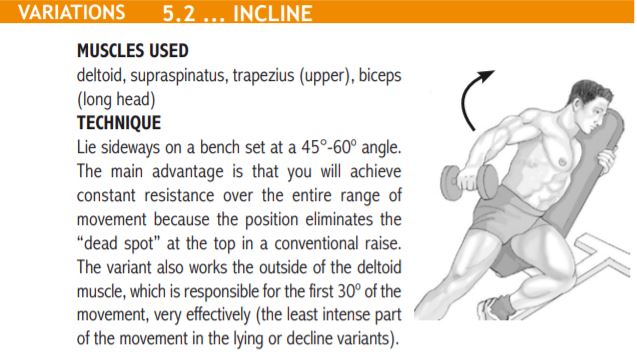 VARIATIONS 5.2 ... INCLINE
MUSCLES USED
deltoid, supraspinatus, trapezius (upper), biceps
(long head)
TECHNIQUE
Lie sideways on a bench set at a 45°-60º angle.
The main advantage is that you will achieve
constant resistance over the entire range of
movement because the position eliminates the
“dead spot” at the top in a conventional raise.
The variant also works the outside of the deltoid
muscle, which is responsible for the first 30º of the
movement, very effectively (the least intense part
of the movement in the lying or decline variants).